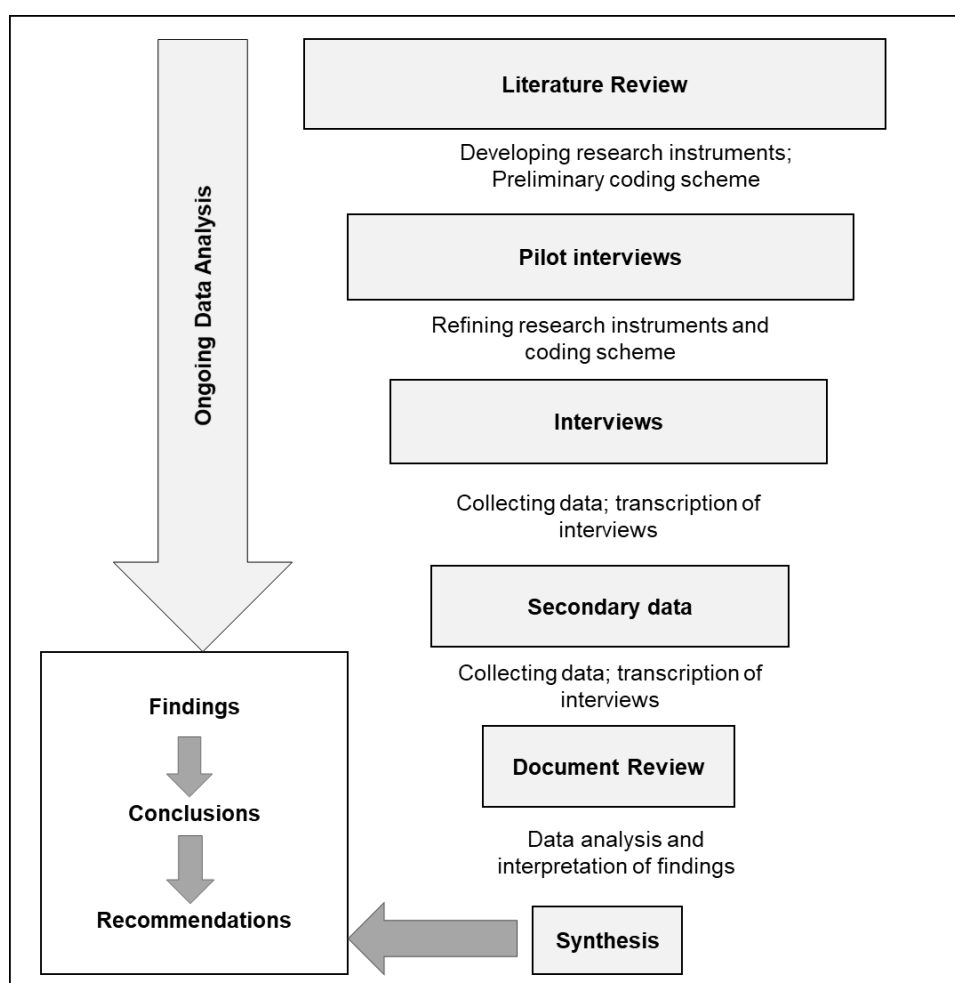 Ongoing Data Analysis
Literature Review
Developing research instruments;
Preliminary coding scheme
Pilot interviews
Refining research instruments and
coding scheme
Interviews
Collecting data; transcription of
interviews
Secondary data
Collecting data; transcription of
interviews
Document Review
Data analysis and
interpretation of findings
Synthesis
Findings
Conclusions
Recommendations